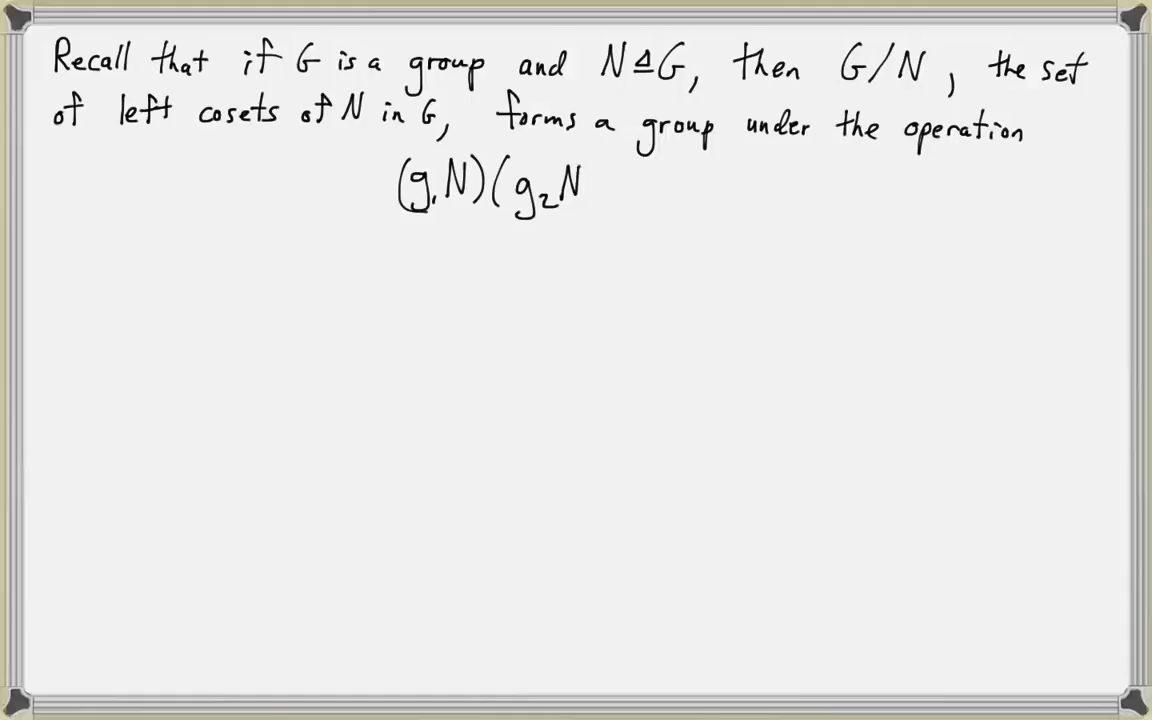 Recall that if G is a group and N⊴G, then G/N, the set
of left cosets of N in G, forms a group under the operation
(g₁N)(g₂N